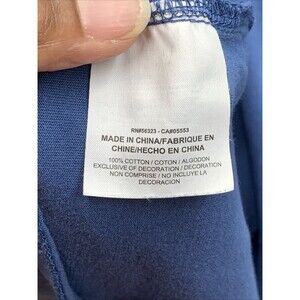 RN#56323 - CA#05553
MADE IN CHINA/FABRIQUE EN
CHINE/HECHO EN CHINA
100% COTTON / COTON / ALGODON
EXCLUSIVE OF DECORATION / DECORATION
NON COMPRISE / NO INCLUYE LA
DECORACION